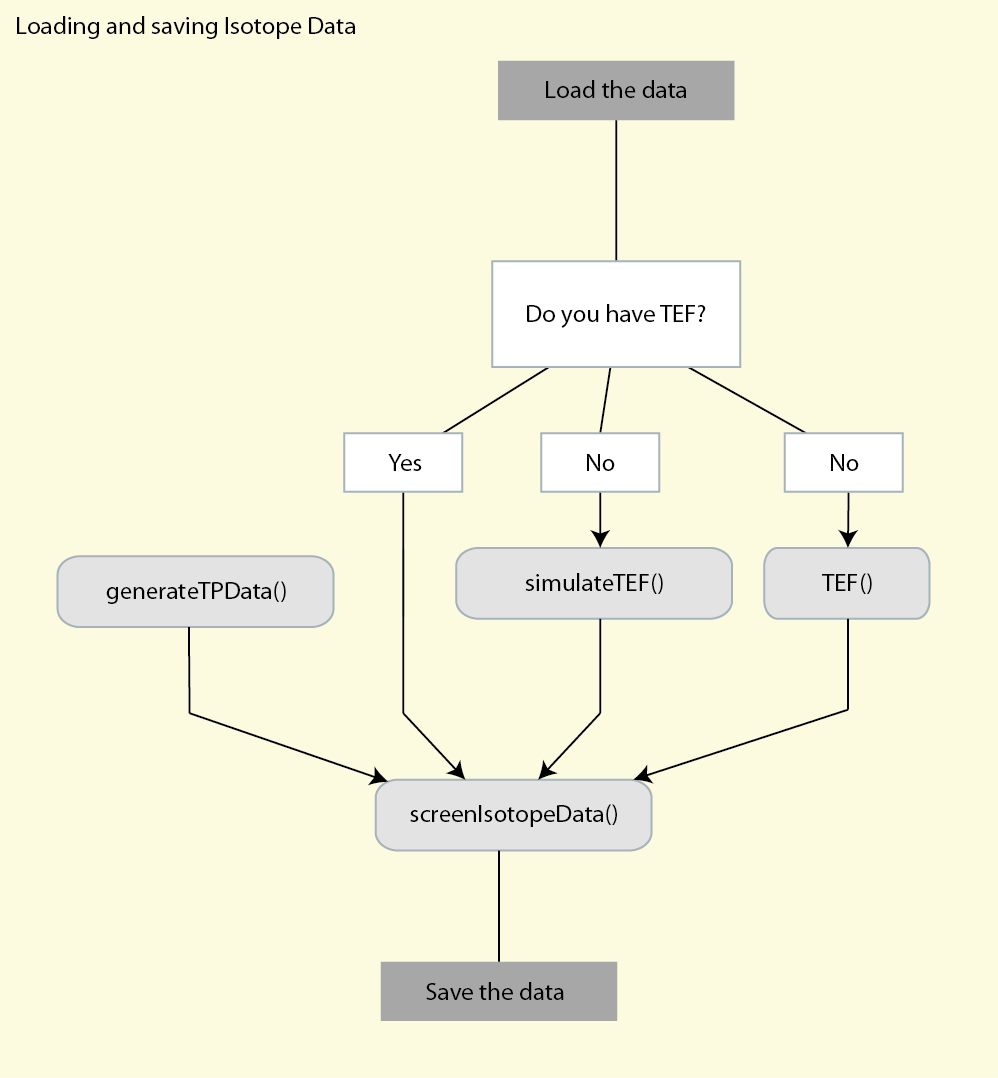 Loading and saving Isotope Data
Load the data
Do you have TEF?
Yes
No
No
generateTPData()
simulateTEF()
TEF()
screenIsotopeData()
Save the data